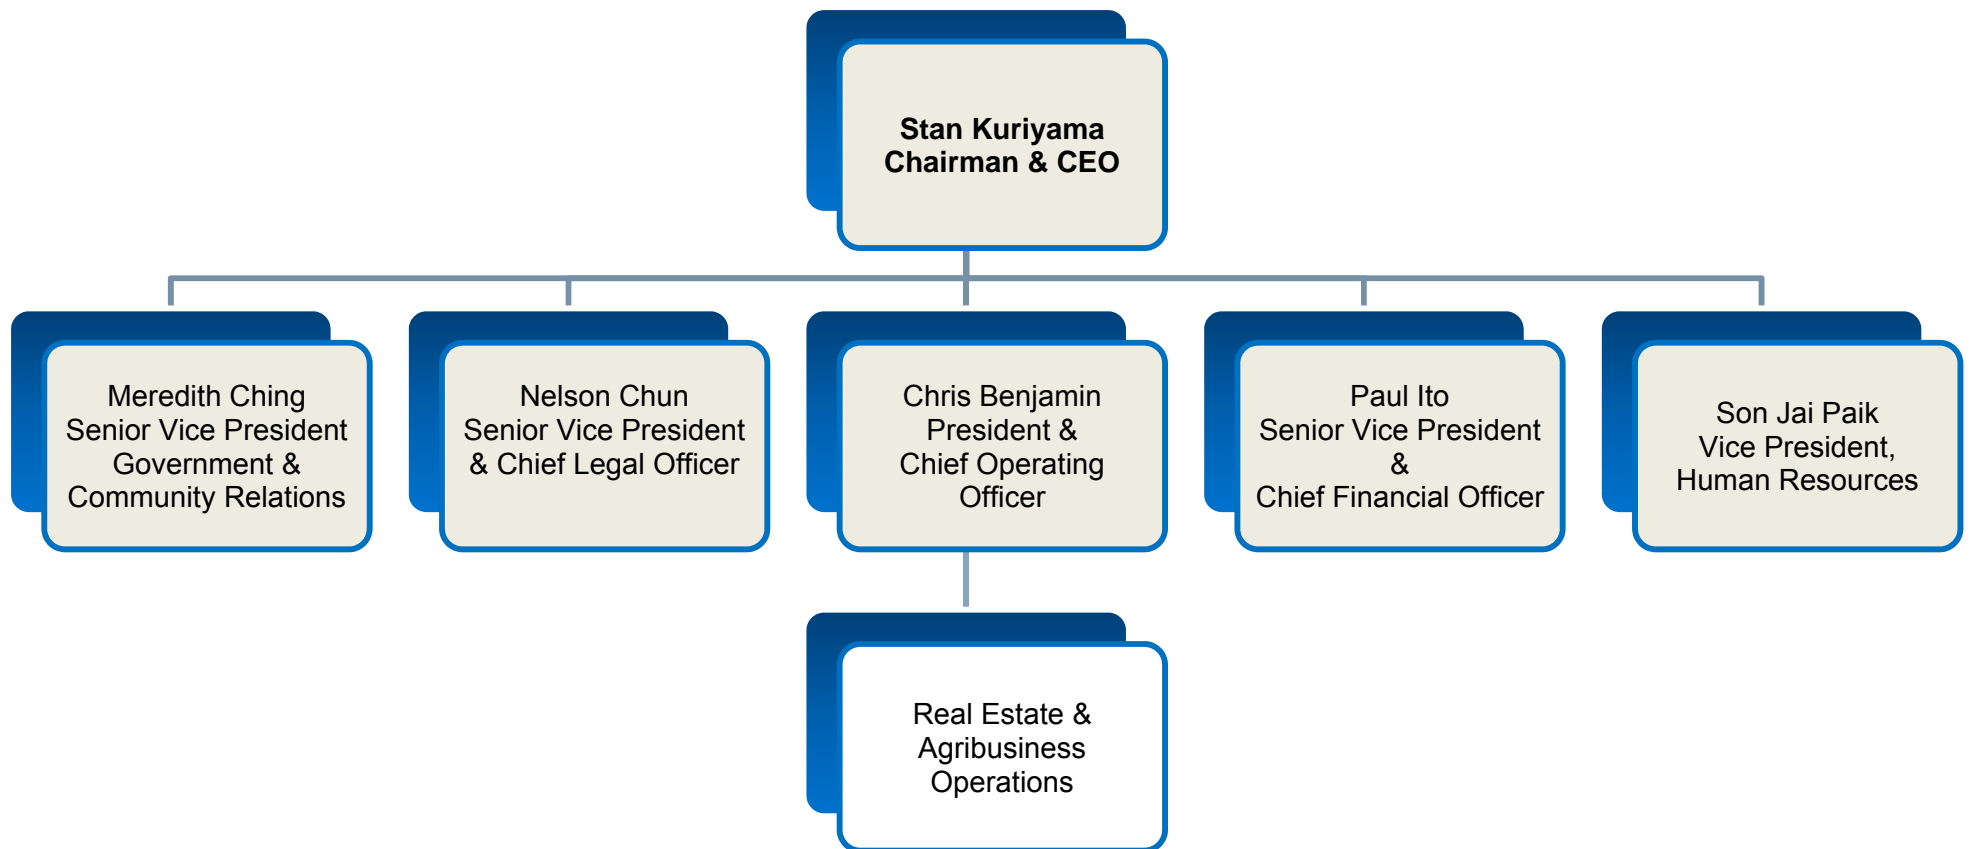 Stan Kuriyama
Chairman & CEO
Meredith Ching
Senior Vice President
Government &
Community Relations
Nelson Chun
Senior Vice President
& Chief Legal Officer
Chris Benjamin
President &
Chief Operating
Officer
Paul Ito
Senior Vice President
&
Chief Financial Officer
Son Jai Paik
Vice President,
Human Resources
Real Estate &
Agribusiness
Operations